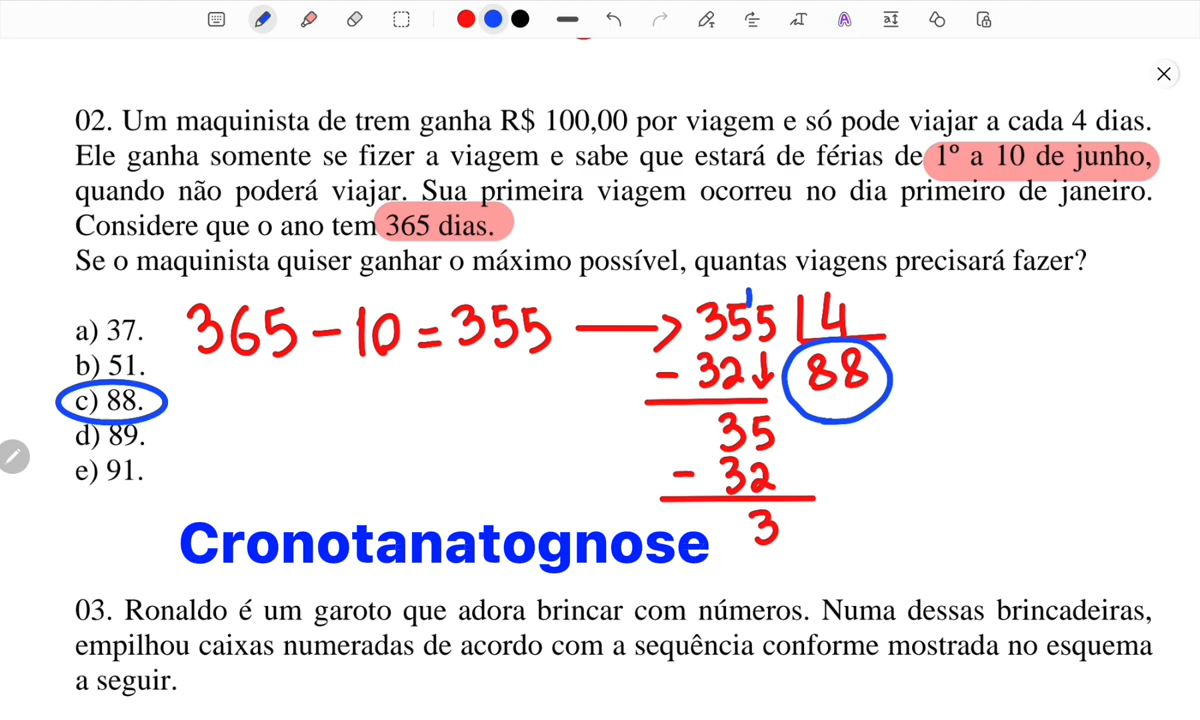 02. Um maquinista de trem ganha R$ 100,00 por viagem e só pode viajar a cada 4 dias.
Ele ganha somente se fizer a viagem e sabe que estará de férias de 1º a 10 de junho,
quando não poderá viajar. Sua primeira viagem ocorreu no dia primeiro de janeiro.
Considere que o ano tem 365 dias.
Se o maquinista quiser ganhar o máximo possível, quantas viagens precisará fazer?
a) 37.
b) 51.
c) 88.
d) 89.
e) 91.
365 - 10 = 355 → 355 4
- 32↓ 88
35
- 32
3
Cronotanatognose
03. Ronaldo é um garoto que adora brincar com números. Numa dessas brincadeiras,
empilhou caixas numeradas de acordo com a sequência conforme mostrada no esquema
a seguir.